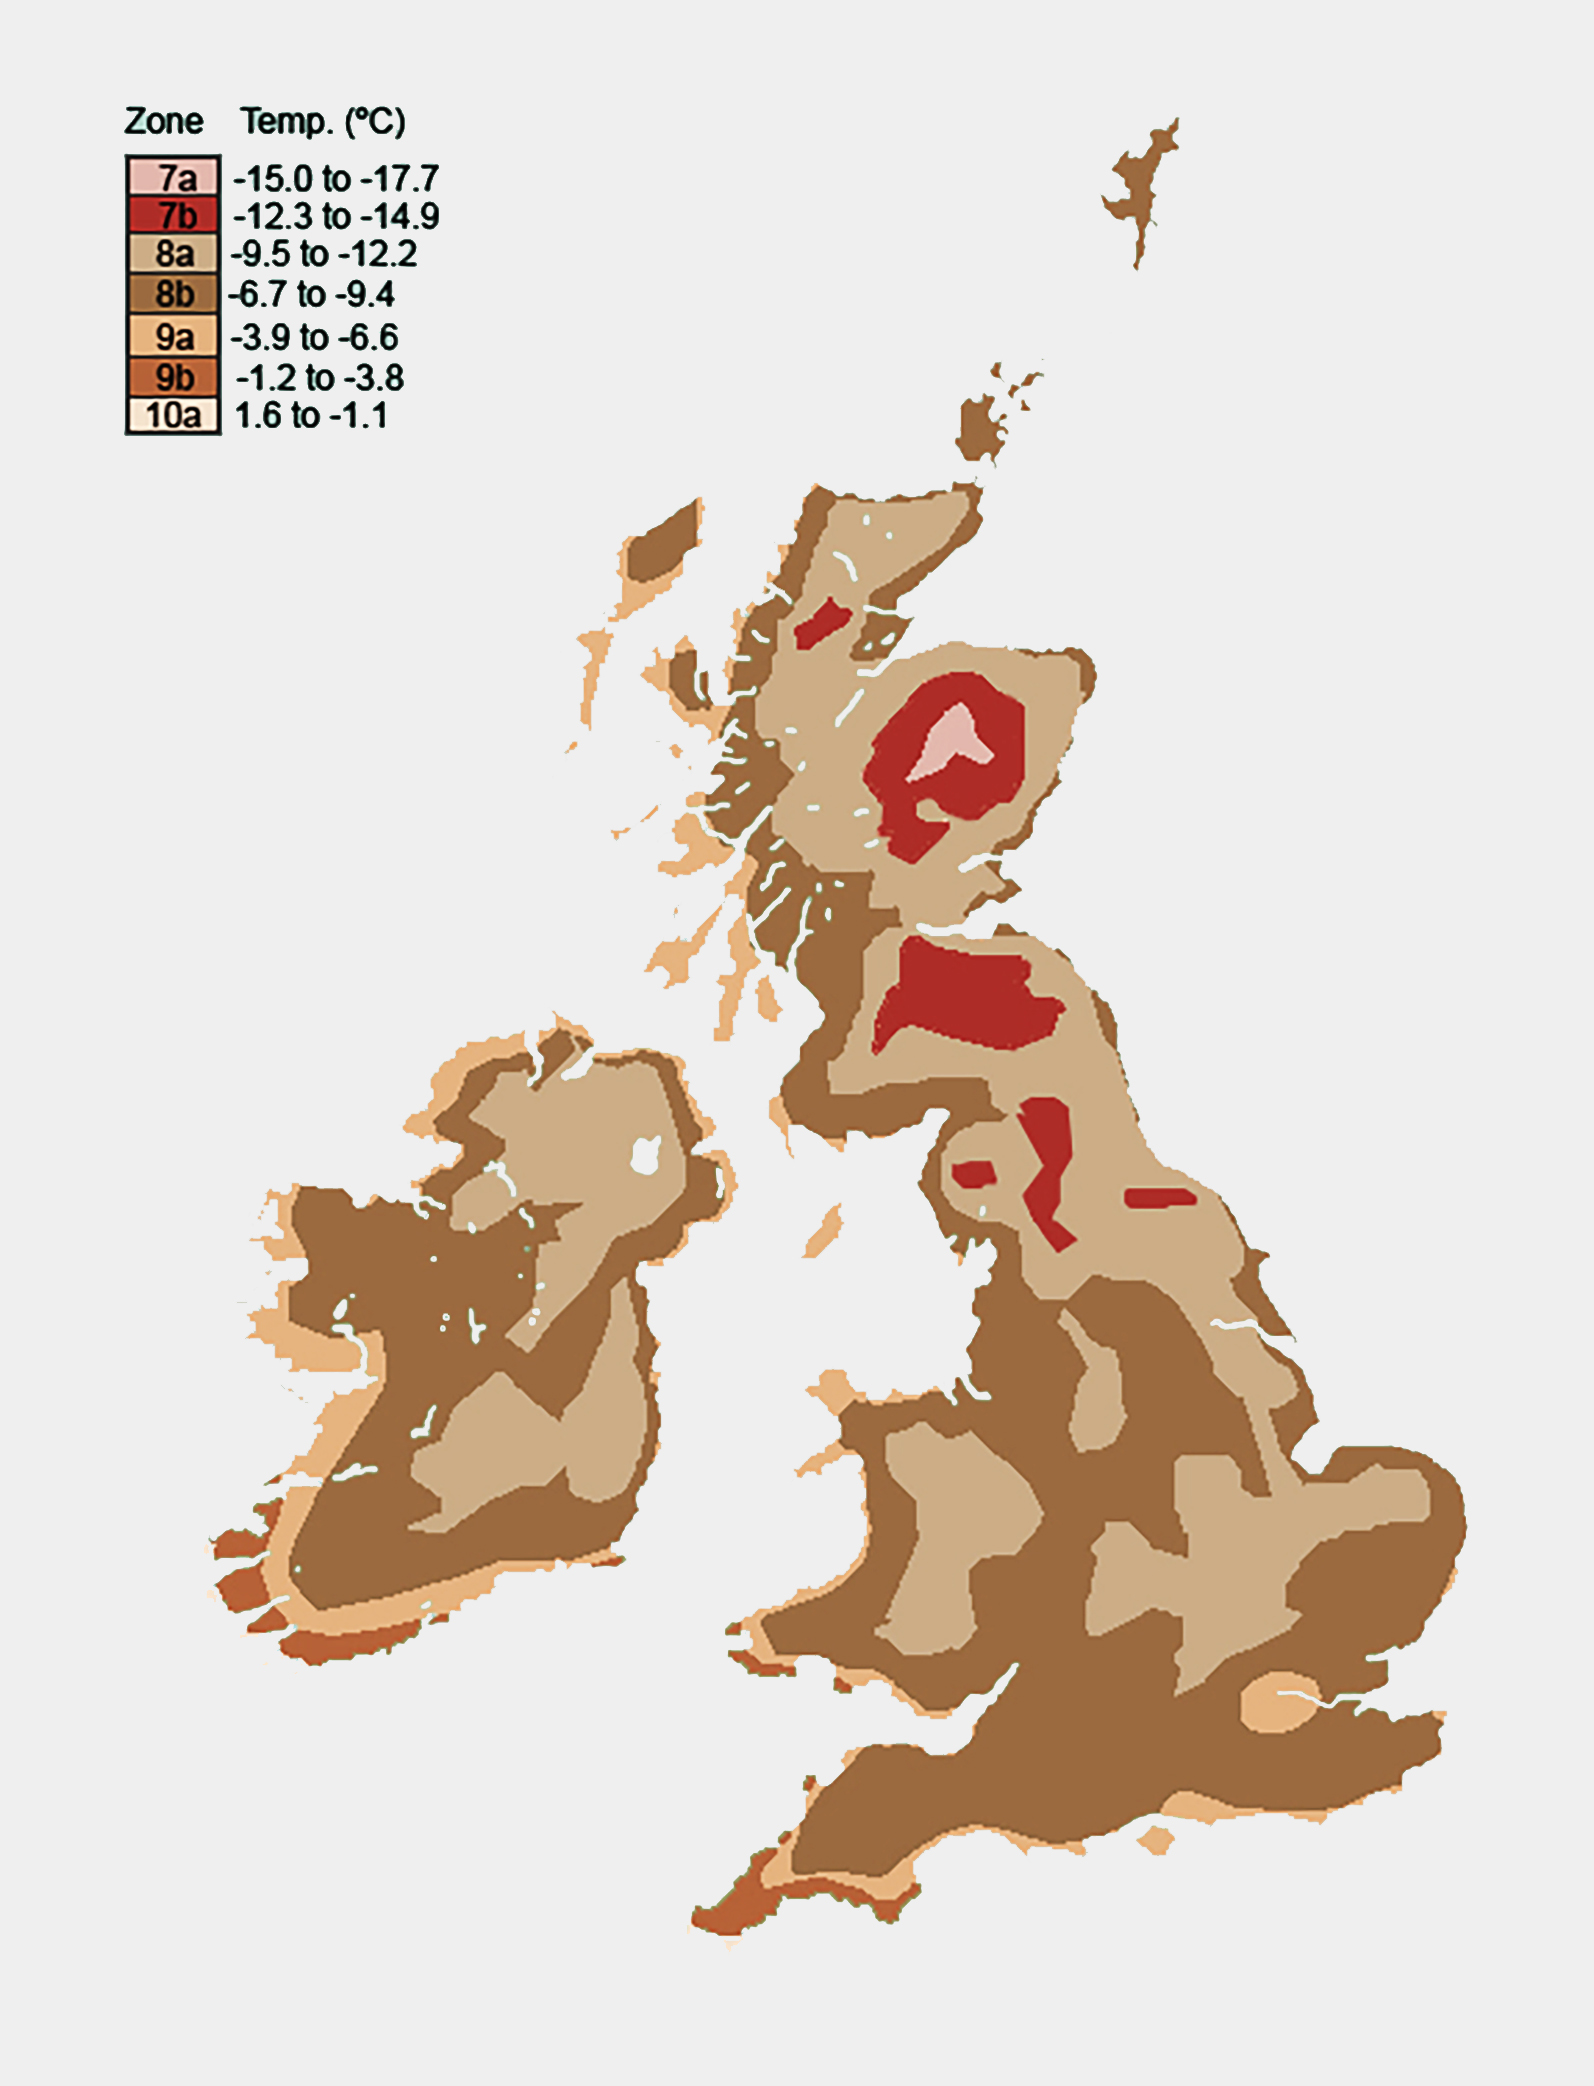 Zone Temp. (°C)
7a -15.0 to -17.7
7b -12.3 to -14.9
8a -9.5 to -12.2
8b -6.7 to -9.4
9a -3.9 to -6.6
9b -1.2 to -3.8
10a 1.6 to -1.1